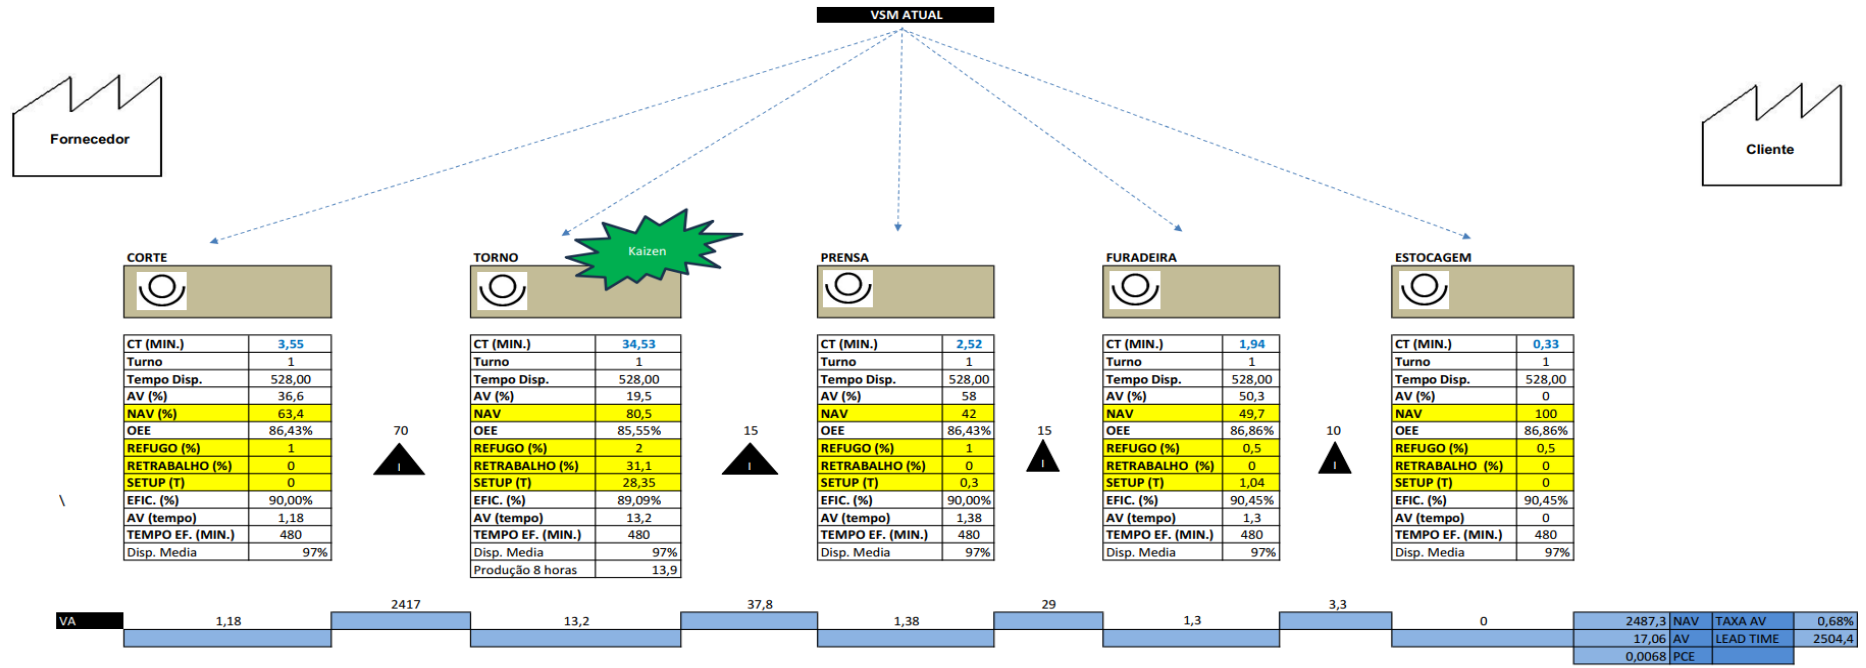 VSM ATUAL
Fornecedor
Cliente
Kaizen
CORTE
CT (MIN.) 3,55
Turno 1
Tempo Disp. 528,00
AV (%) 36,6
NAV (%) 63,4
OEE 86,43%
REFUGO (%) 1
RETRABALHO (%) 0
SETUP (T) 0
EFIC. (%) 90,00%
AV (tempo) 1,18
TEMPO EF. (MIN.) 480
Disp. Media 97%
70
I
TORNO
CT (MIN.) 34,53
Turno 1
Tempo Disp. 528,00
AV (%) 19,5
NAV 80,5
OEE 85,55%
REFUGO (%) 2
RETRABALHO (%) 31,1
SETUP (T) 28,35
EFIC. (%) 89,09%
AV (tempo) 13,2
TEMPO EF. (MIN.) 480
Disp. Media 97%
Produção 8 horas 13,9
15
I
PRENSA
CT (MIN.) 2,52
Turno 1
Tempo Disp. 528,00
AV (%) 58
NAV 42
OEE 86,43%
REFUGO (%) 1
RETRABALHO (%) 0
SETUP (T) 0,3
EFIC. (%) 90,00%
AV (tempo) 1,38
TEMPO EF. (MIN.) 480
Disp. Media 97%
15
I
FURADEIRA
CT (MIN.) 1,94
Turno 1
Tempo Disp. 528,00
AV (%) 50,3
NAV 49,7
OEE 86,86%
REFUGO (%) 0,5
RETRABALHO (%) 0
SETUP (T) 1,04
EFIC. (%) 90,45%
AV (tempo) 1,3
TEMPO EF. (MIN.) 480
Disp. Media 97%
10
I
ESTOCAGEM
CT (MIN.) 0,33
Turno 1
Tempo Disp. 528,00
AV (%) 0
NAV 100
OEE 86,86%
REFUGO (%) 0,5
RETRABALHO (%) 0
SETUP (T) 0
EFIC. (%) 90,45%
AV (tempo) 0
TEMPO EF. (MIN.) 480
Disp. Media 97%
\
2417 37,8 29 3,3
VA 1,18 13,2 1,38 1,3 0
2487,3 NAV TAXA AV 0,68%
17,06 AV LEAD TIME 2504,4
0,0068 PCE